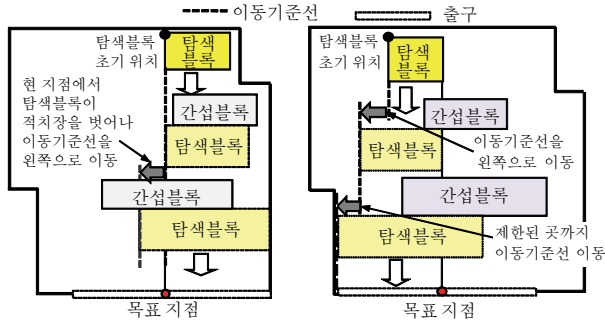 이동기준선
출구
탐색블록
초기 위치
탐색
블록
현 지점에서
탐색블록이
적치장을 벗어나
이동기준선을
왼쪽으로 이동
간섭블록
탐색블록
간섭블록
탐색블록
목표 지점
탐색블록
초기 위치
탐색
블록
간섭블록
이동기준선을
왼쪽으로 이동
탐색블록
간섭블록
제한된 곳까지
이동기준선 이동
탐색블록
목표 지점